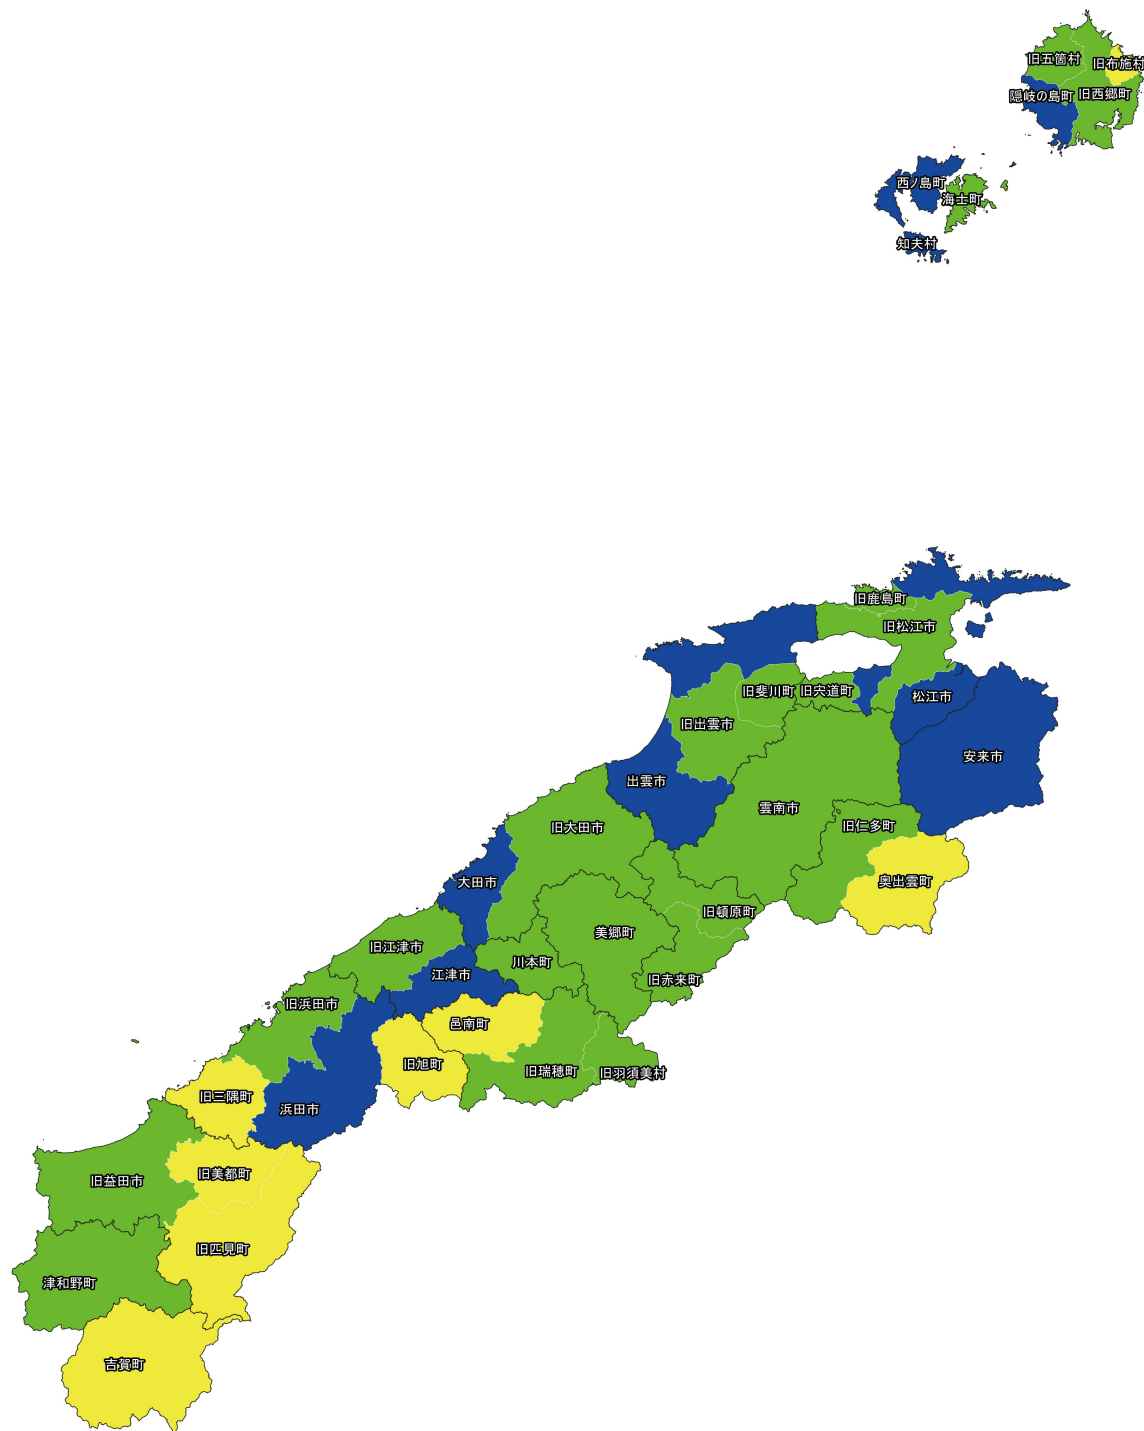 旧五箇村
旧布施村
隠岐の島町
旧西郷町
西ノ島町
海士町
知夫村
旧鹿島町
旧松江市
旧斐川町
旧宍道町
松江市
旧出雲市
安来市
出雲市
雲南市
旧大田市
旧仁多町
大田市
奥出雲町
旧頓原町
美郷町
旧江津市
川本町
江津市
旧赤来町
旧浜田市
邑南町
旧旭町
旧瑞穂町
旧羽須美村
旧三隅町
浜田市
旧美都町
旧益田市
旧匹見町
津和野町
吉賀町